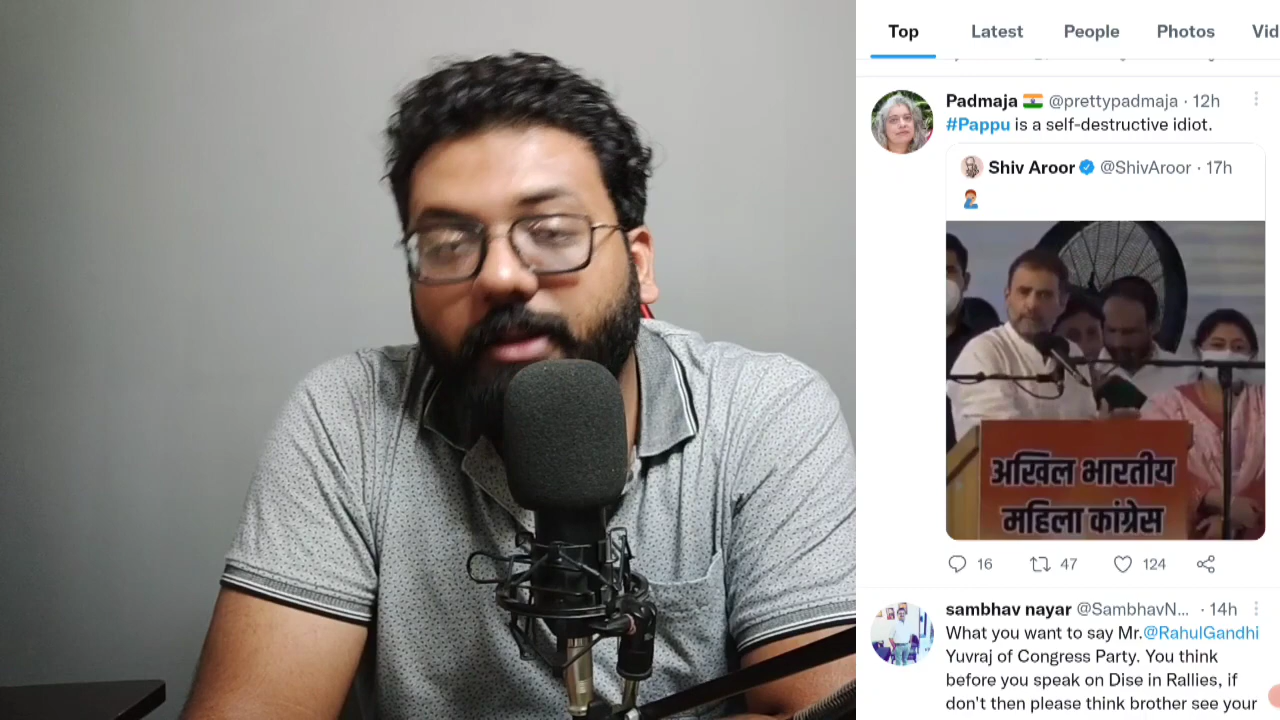 Top Latest People Photos Vid
Padmaja 🇮🇳 @prettypadmaja · 12h
#Pappu is a self-destructive idiot.
Shiv Aroor @ShivAroor · 17h
🤦🏽‍♂️
अखिल भारतीय
महिला कांग्रेस
16 47 124
sambhav nayar @SambhavN... · 14h
What you want to say Mr.@RahulGandhi
Yuvraj of Congress Party. You think
before you speak on Dise in Rallies, if
don't then please think brother see your